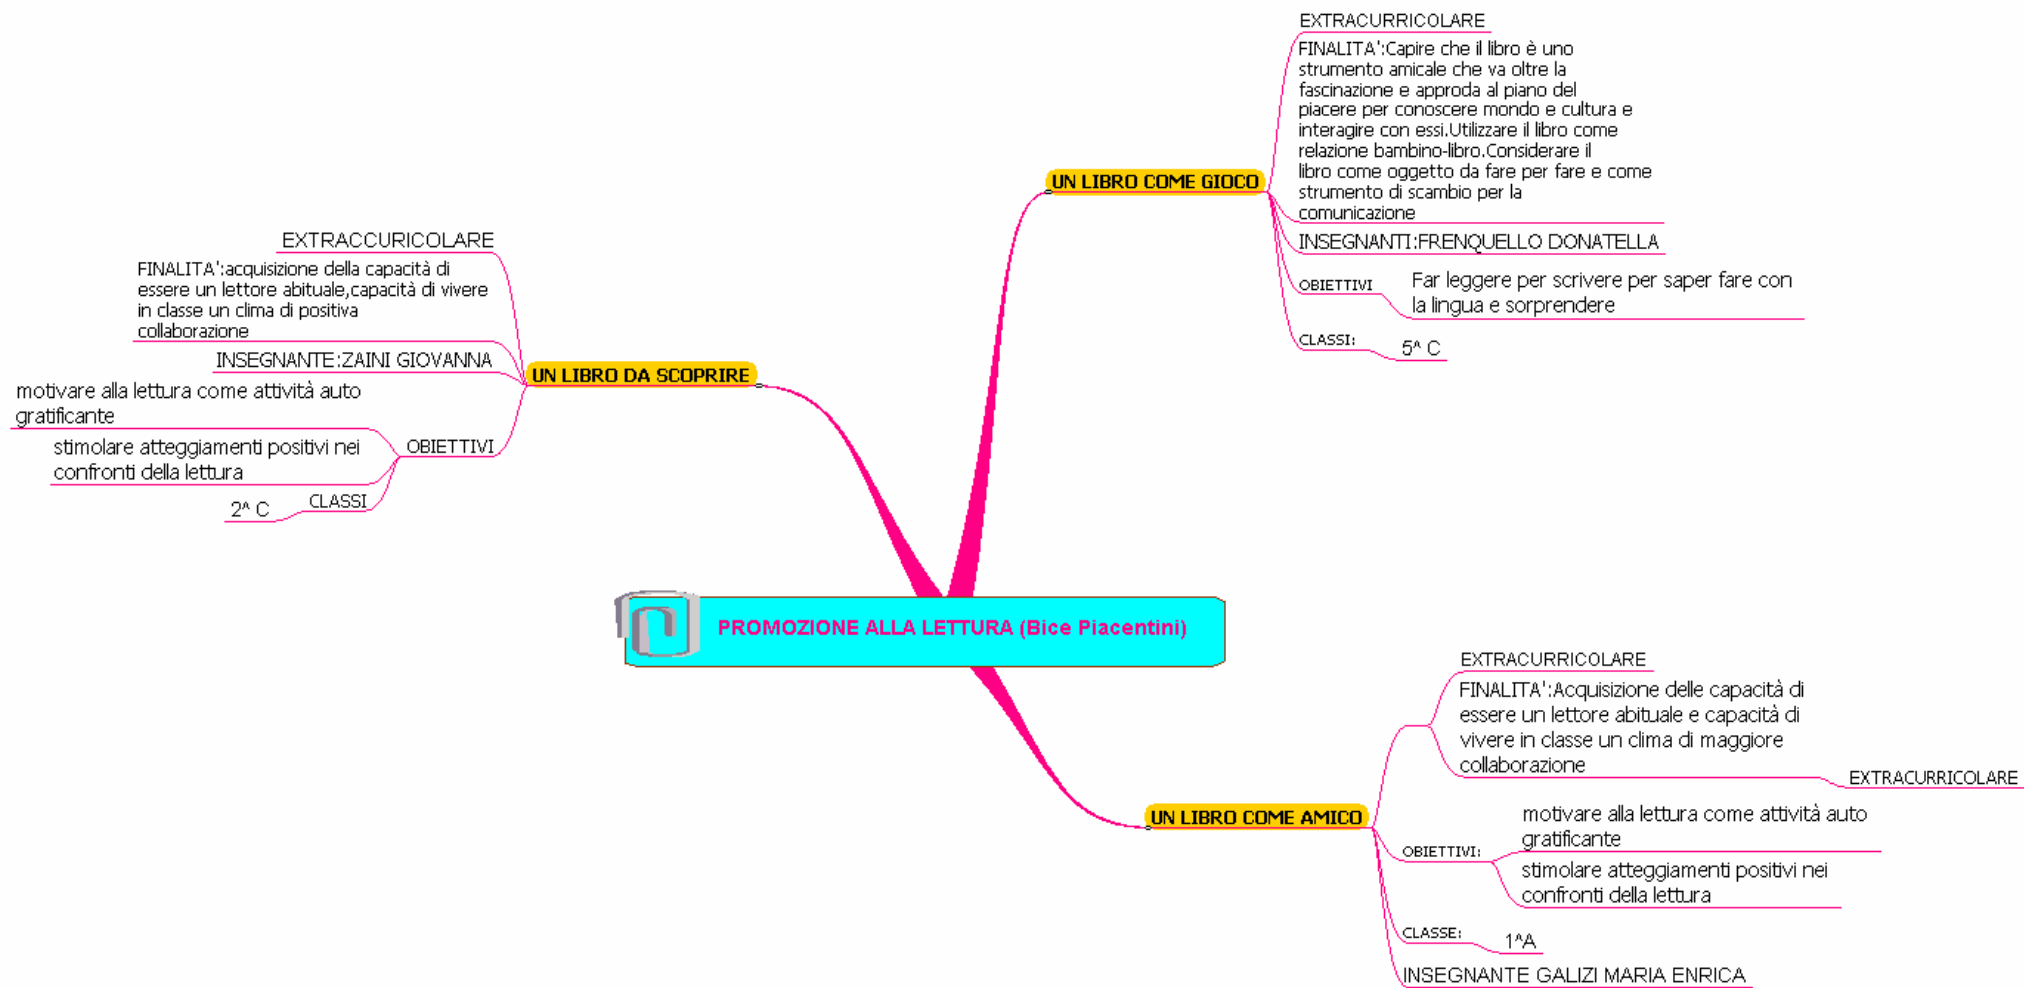 EXTRACURRICOLARE
FINALITA':Capire che il libro è uno
strumento amicale che va oltre la
fascinazione e approda al piano del
piacere per conoscere mondo e cultura e
interagire con essi.Utilizzare il libro come
relazione bambino-libro.Considerare il
libro come oggetto da fare per fare e come
strumento di scambio per la
comunicazione
UN LIBRO COME GIOCO
INSEGNANTI:FRENQUELLO DONATELLA
OBIETTIVI
Far leggere per scrivere per saper fare con
la lingua e sorprendere
CLASSI:
5^ C
EXTRACCURICOLARE
FINALITA':acquisizione della capacità di
essere un lettore abituale,capacità di vivere
in classe un clima di positiva
collaborazione
INSEGNANTE:ZAINI GIOVANNA
UN LIBRO DA SCOPRIRE
motivare alla lettura come attività auto
gratificante
stimolare atteggiamenti positivi nei
confronti della lettura
OBIETTIVI
CLASSI
2^ C
PROMOZIONE ALLA LETTURA (Bice Piacentini)
EXTRACURRICOLARE
FINALITA':Acquisizione delle capacità di
essere un lettore abituale e capacità di
vivere in classe un clima di maggiore
collaborazione
EXTRACURRICOLARE
UN LIBRO COME AMICO
OBIETTIVI:
motivare alla lettura come attività auto
gratificante
stimolare atteggiamenti positivi nei
confronti della lettura
CLASSE:
1^A
INSEGNANTE GALIZI MARIA ENRICA